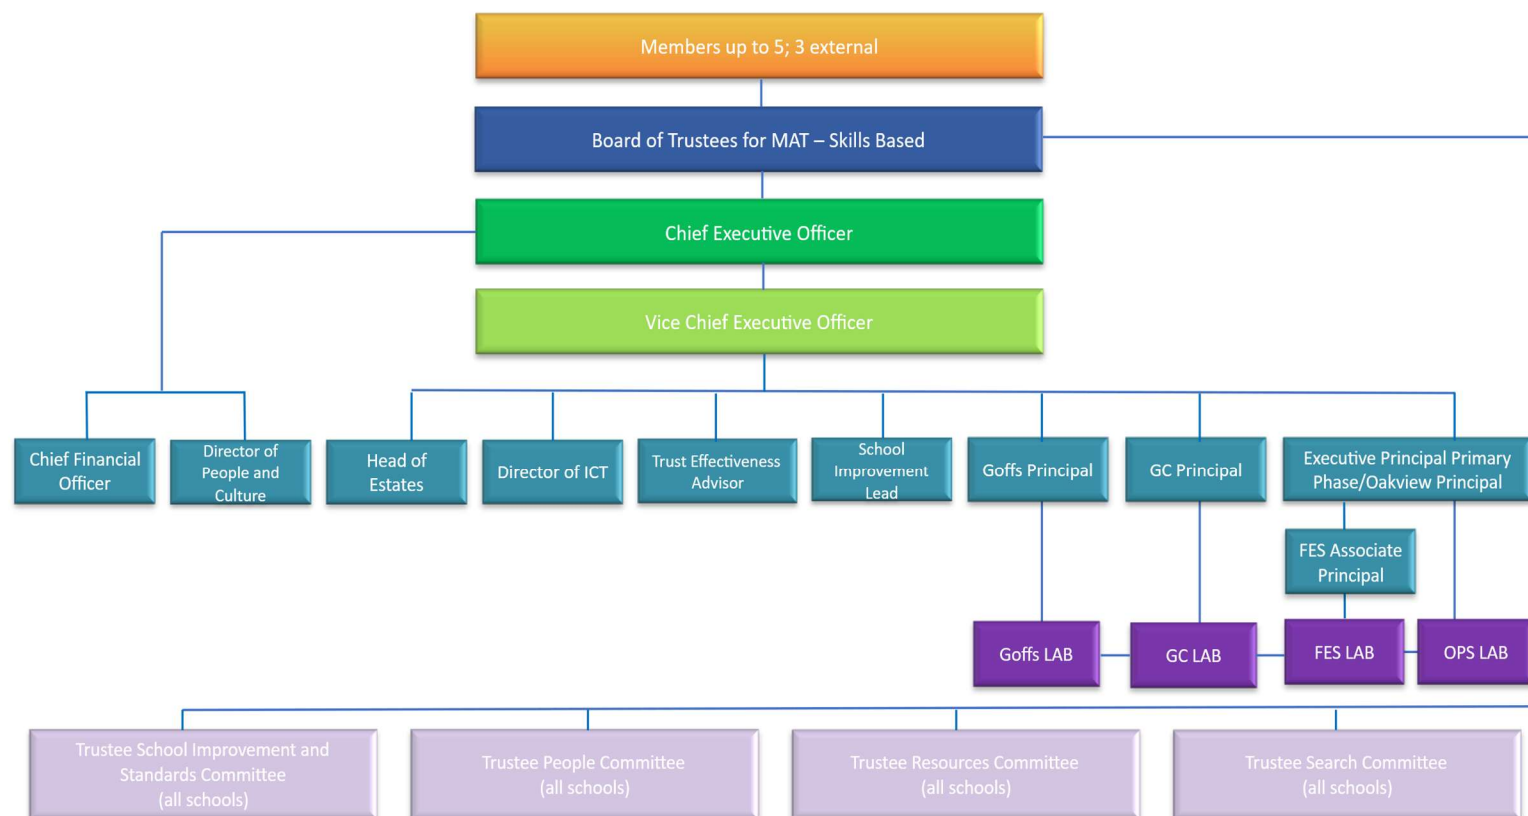 Members up to 5; 3 external
Board of Trustees for MAT – Skills Based
Chief Executive Officer
Vice Chief Executive Officer
Chief Financial
Officer
Director of
People and
Culture
Head of
Estates
Director of ICT
Trust Effectiveness
Advisor
School
Improvement
Lead
Goffs Principal
GC Principal
Executive Principal Primary
Phase/Oakview Principal
FES Associate
Principal
Goffs LAB
GC LAB
FES LAB
OPS LAB
Trustee School Improvement and
Standards Committee
(all schools)
Trustee People Committee
(all schools)
Trustee Resources Committee
(all schools)
Trustee Search Committee
(all schools)